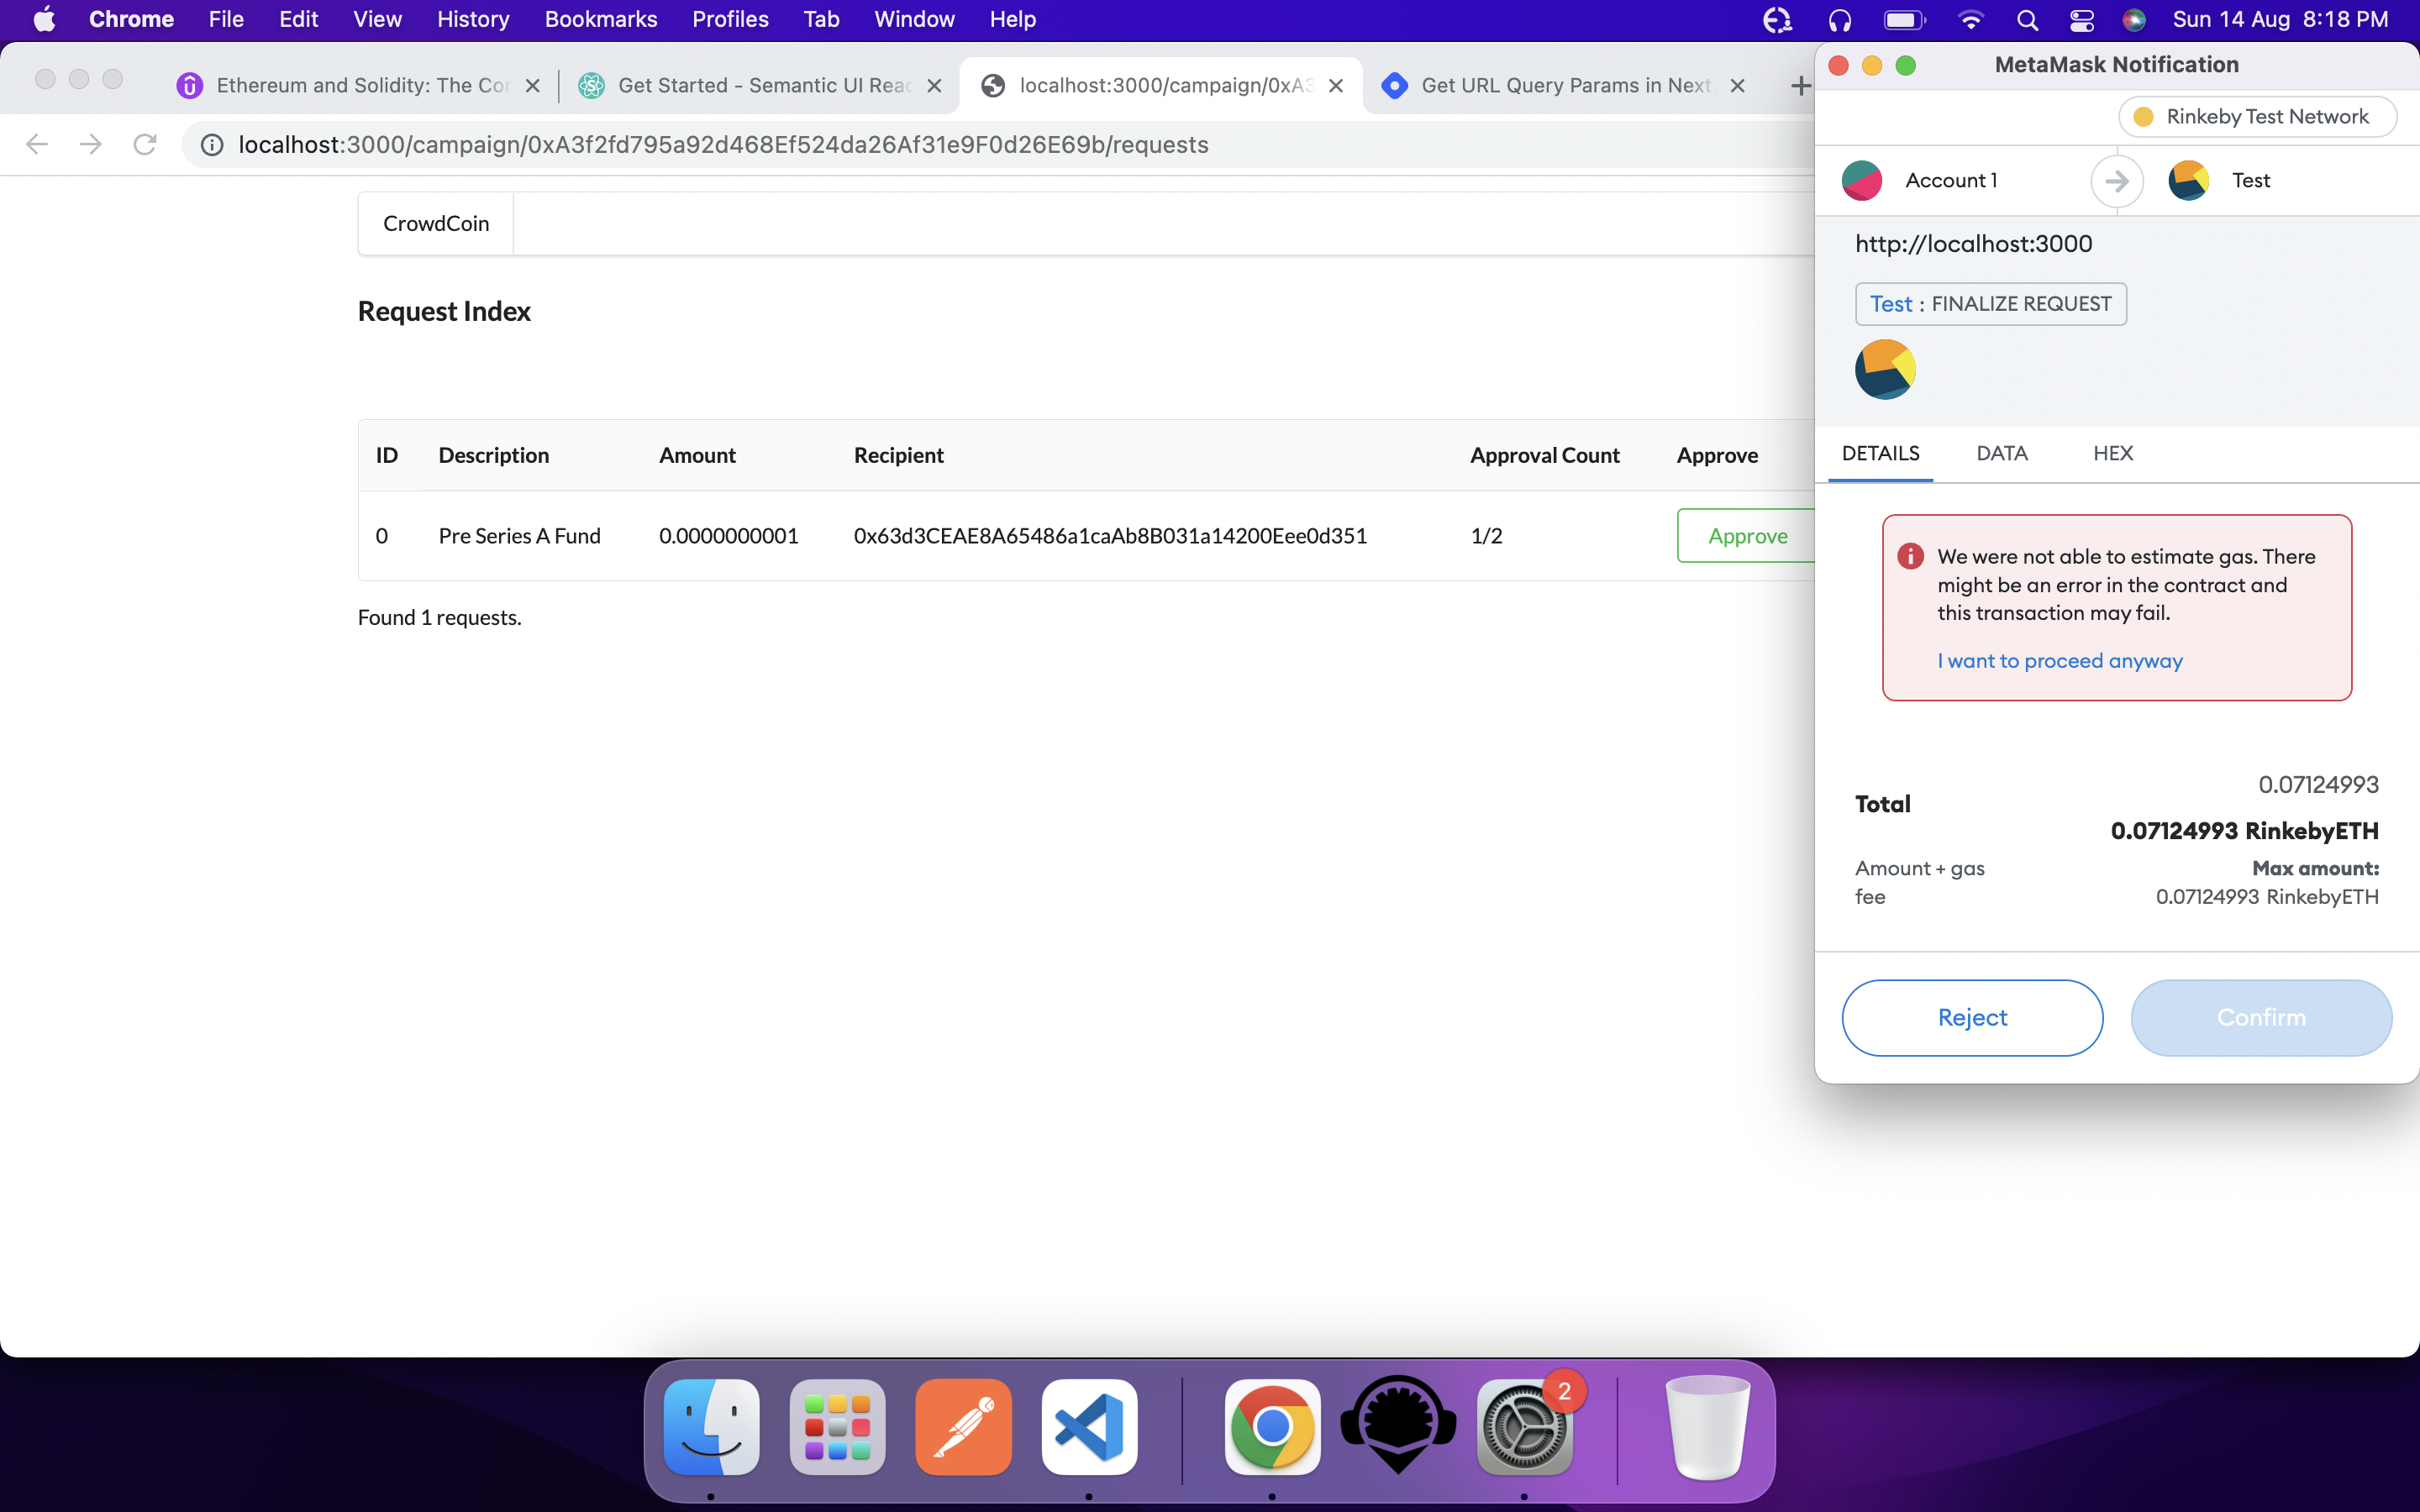 Chrome File Edit View History Bookmarks Profiles Tab Window Help Sun 14 Aug 8:18 PM
Ethereum and Solidity: The Cor
Get Started - Semantic UI Reac
localhost:3000/campaign/0xA3
Get URL Query Params in Next.
localhost:3000/campaign/0xA3f2fd795a92d468Ef524da26Af31e9F0d26E69b/requests
CrowdCoin
Request Index
ID Description Amount Recipient Approval Count Approve
0 Pre Series A Fund 0.0000000001 0x63d3CEAE8A65486a1caAb8B031a14200Eee0d351 1/2 Approve
Found 1 requests.
MetaMask Notification
Rinkeby Test Network
Account 1 Test
http://localhost:3000
Test : FINALIZE REQUEST
DETAILS DATA HEX
We were not able to estimate gas. There
might be an error in the contract and
this transaction may fail.
I want to proceed anyway
0.07124993
Total
0.07124993 RinkebyETH
Amount + gas Max amount:
fee 0.07124993 RinkebyETH
Reject Confirm
2